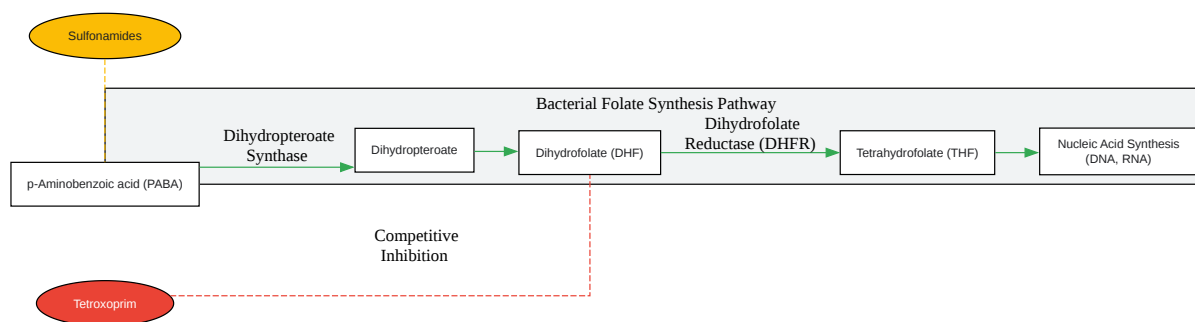 Sulfonamides
Bacterial Folate Synthesis Pathway
Dihydropteroate
Synthase
Dihydrofolate
Reductase (DHFR)
p-Aminobenzoic acid (PABA)
Dihydropteroate
Dihydrofolate (DHF)
Tetrahydrofolate (THF)
Nucleic Acid Synthesis
(DNA, RNA)
Competitive
Inhibition
Tetroxoprim